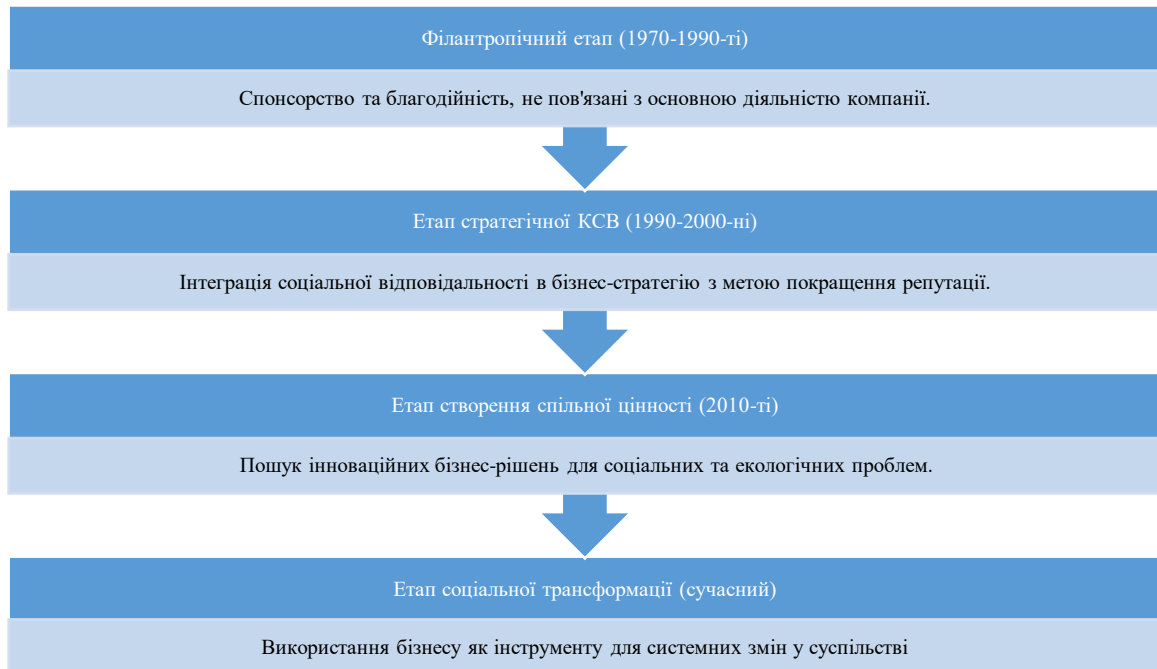 Філантропічний етап (1970-1990-ті)
Спонсорство та благодійність, не пов'язані з основною діяльністю компанії.
Етап стратегічної КСВ (1990-2000-ні)
Інтеграція соціальної відповідальності в бізнес-стратегію з метою покращення репутації.
Етап створення спільної цінності (2010-ті)
Пошук інноваційних бізнес-рішень для соціальних та екологічних проблем.
Етап соціальної трансформації (сучасний)
Використання бізнесу як інструменту для системних змін у суспільстві